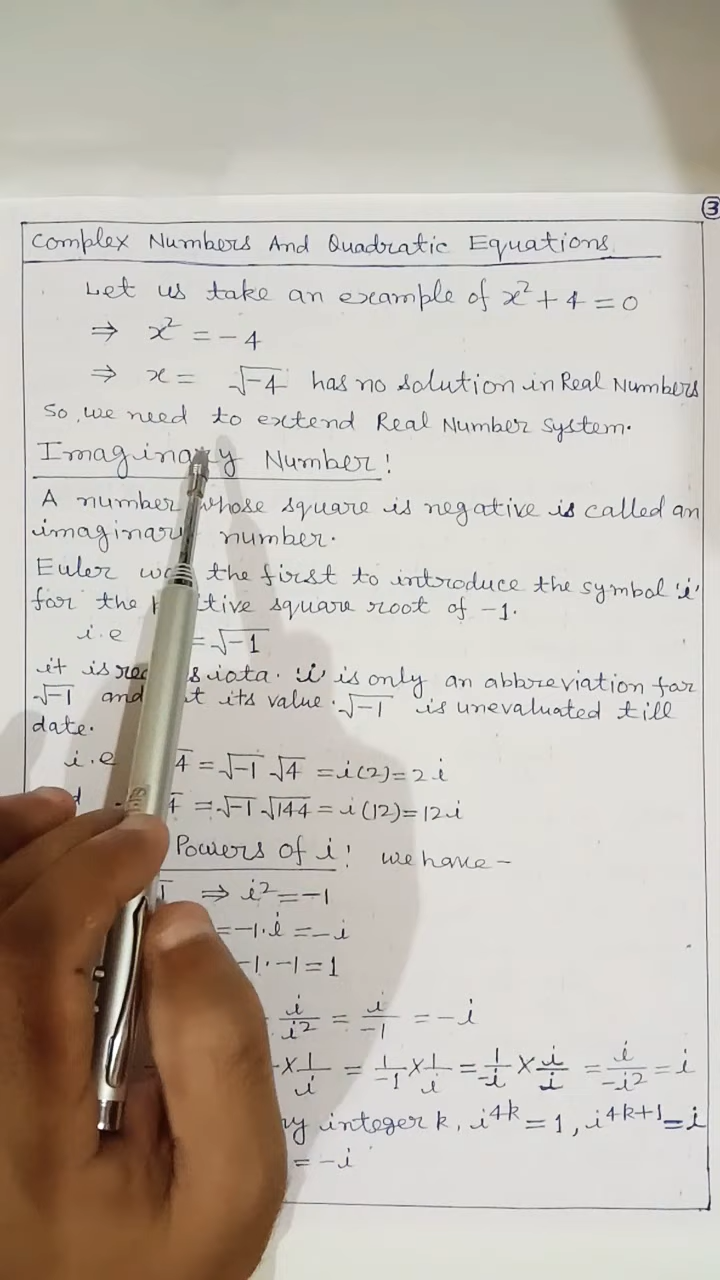 3
Complex Numbers And Quadratic Equations.
Let us take an example of x² + 4 = 0
⇒ x² = -4
⇒ x = √-4 has no solution in Real Numbers
So, we need to extend Real Number System.
Imaginary Number!
A number whose square is negative is called an
imaginary number.
Euler the first to introduce the symbol 'i'
for the square root of -1.
i.e = √-1
it is iota. 'i' is only an abbreviation for
√-1 and its value. √-1 is unevaluated till
date.
i.e = √-1 √4 = i(2) = 2i
= √-1 √144 = i(12) = 12i
Powers of i! we have -
⇒ i² = -1
= -1·i = -i
-1·-1 = 1
i/i² = i/-1 = -i
× 1/i = 1/-1 × 1/i = 1/-i × i/i = i/-i² = i
integer k, i⁴ᵏ = 1, i⁴ᵏ⁺¹ = i
= -i